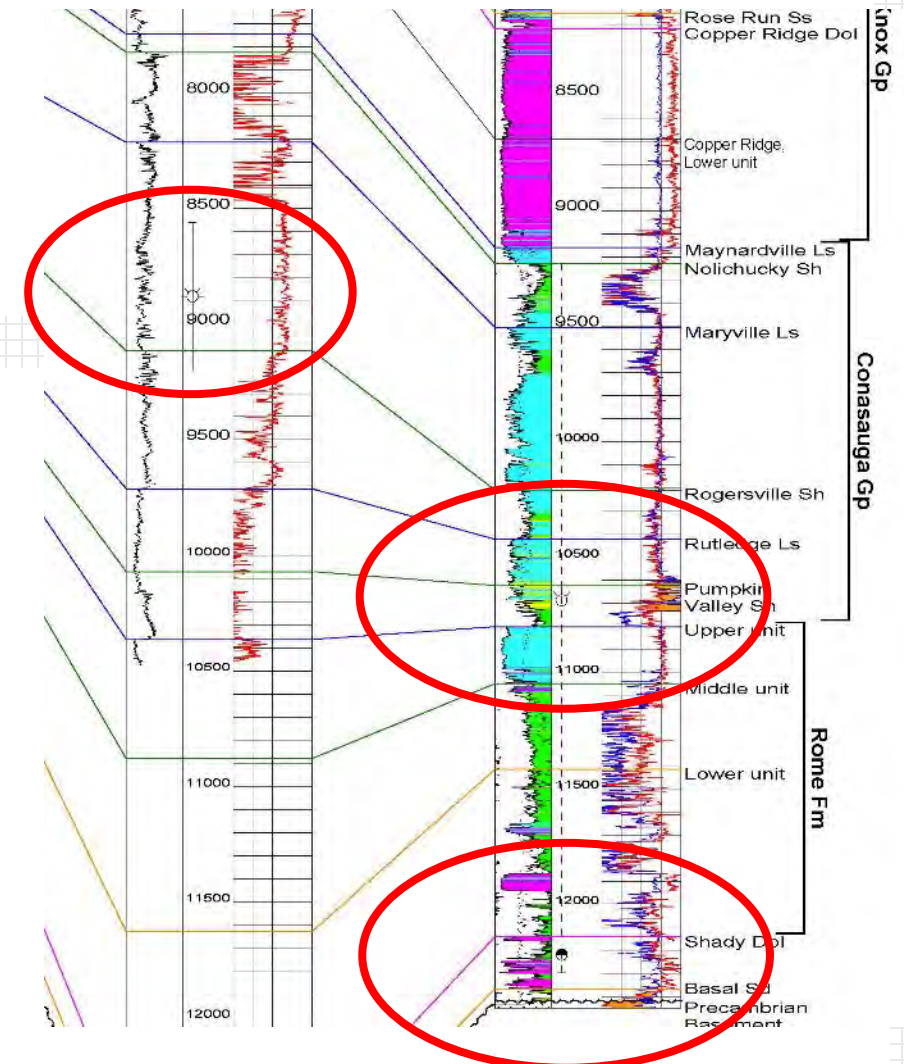 8000
8500
9000
9500
10000
10500
11000
11500
12000
8500
9000
9500
10000
10500
11000
11500
12000
Rose Run Ss
Copper Ridge Dol
Copper Ridge,
Lower unit
Maynardville Ls
Nolichucky Sh
Maryville Ls
Rogersville Sh
Rutledge Ls
Pumpkin
Valley Sh
Upper unit
Middle unit
Lower unit
Shady Dol
Basal Sd
Precambrian
Basement
Knox Gp
Conasauga Gp
Rome Fm